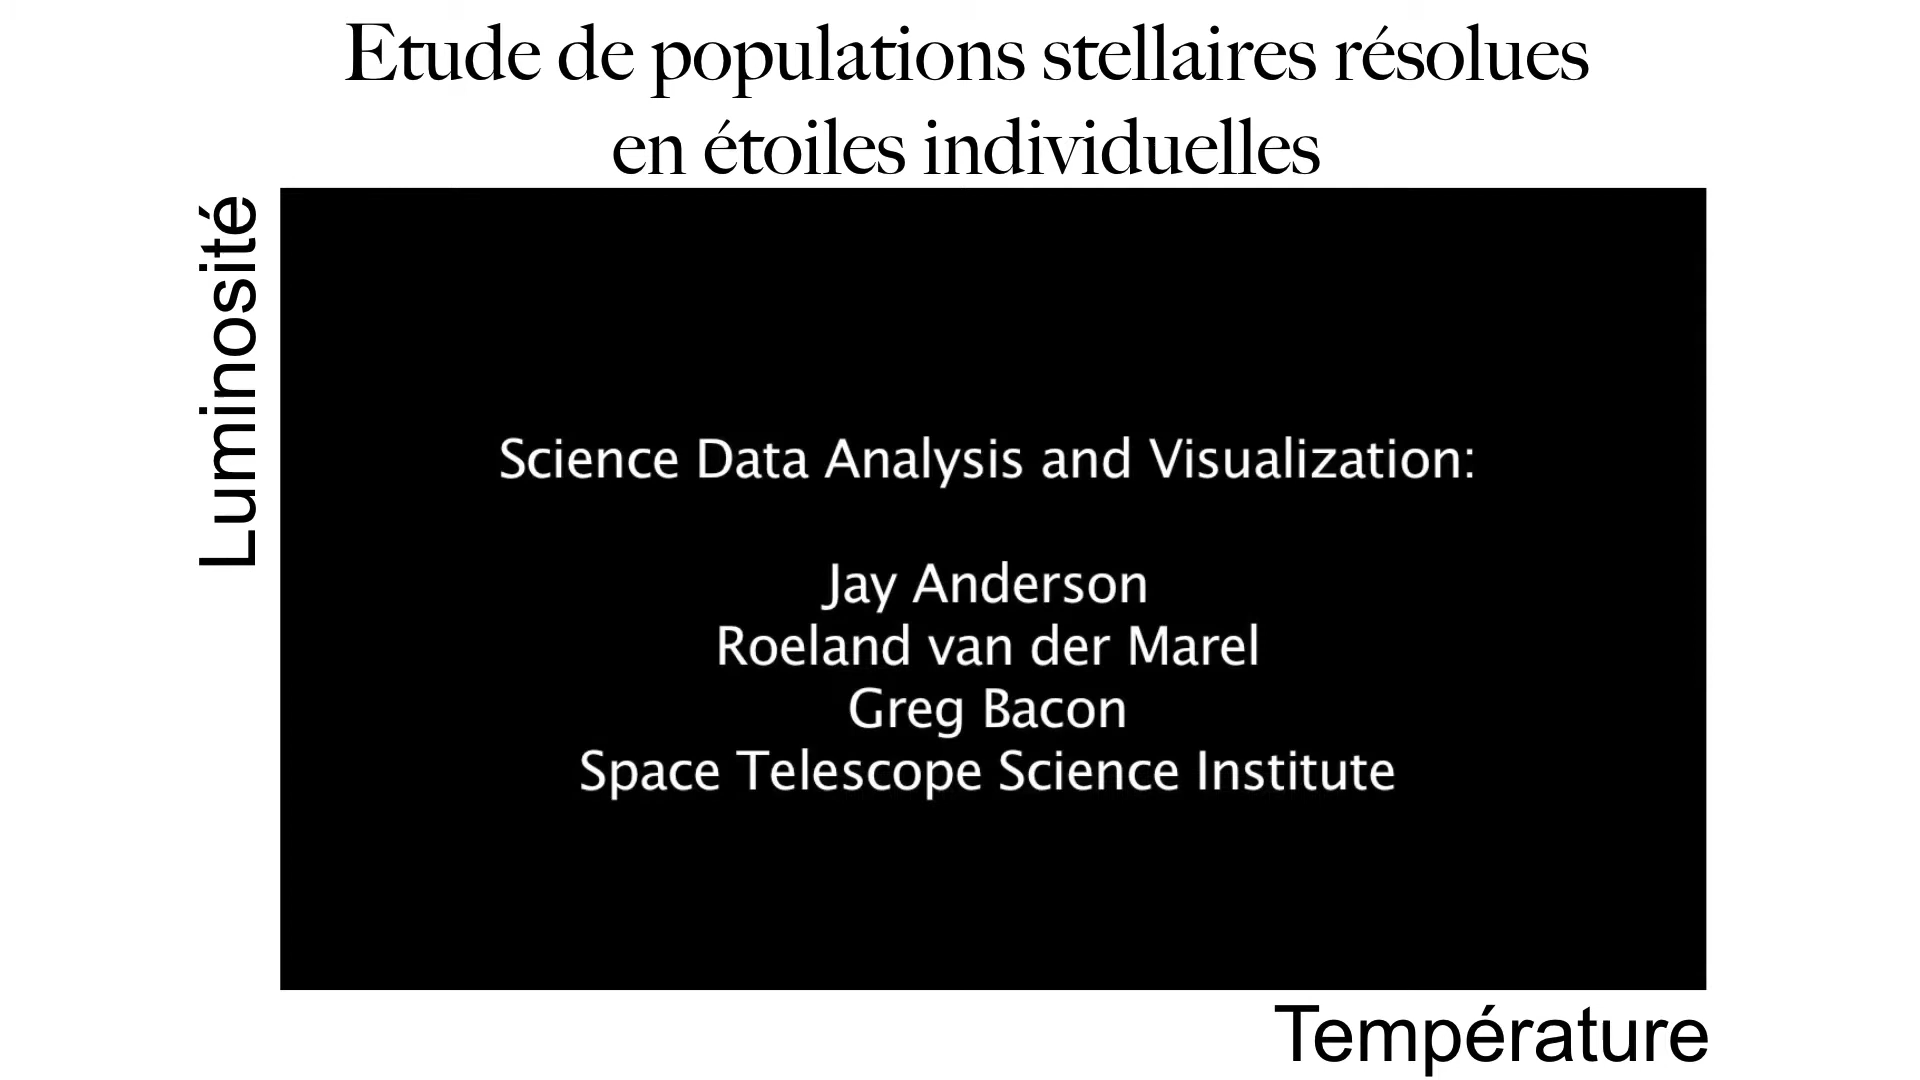 Etude de populations stellaires résolues
en étoiles individuelles
Luminosité
Science Data Analysis and Visualization:
Jay Anderson
Roeland van der Marel
Greg Bacon
Space Telescope Science Institute
Température